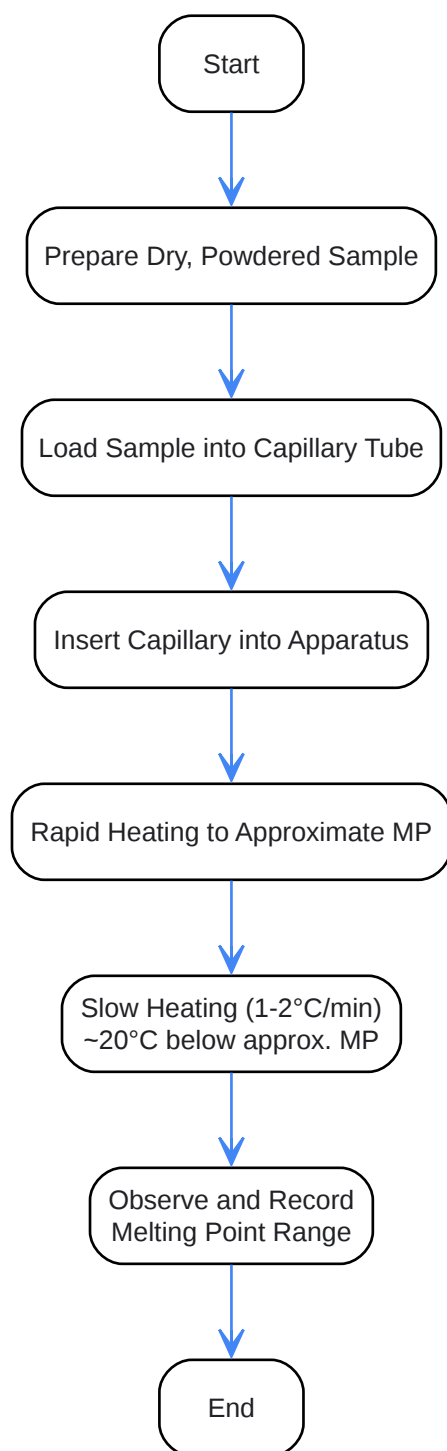 Start
Prepare Dry, Powdered Sample
Load Sample into Capillary Tube
Insert Capillary into Apparatus
Rapid Heating to Approximate MP
Slow Heating (1-2°C/min)
~20°C below approx. MP
Observe and Record
Melting Point Range
End